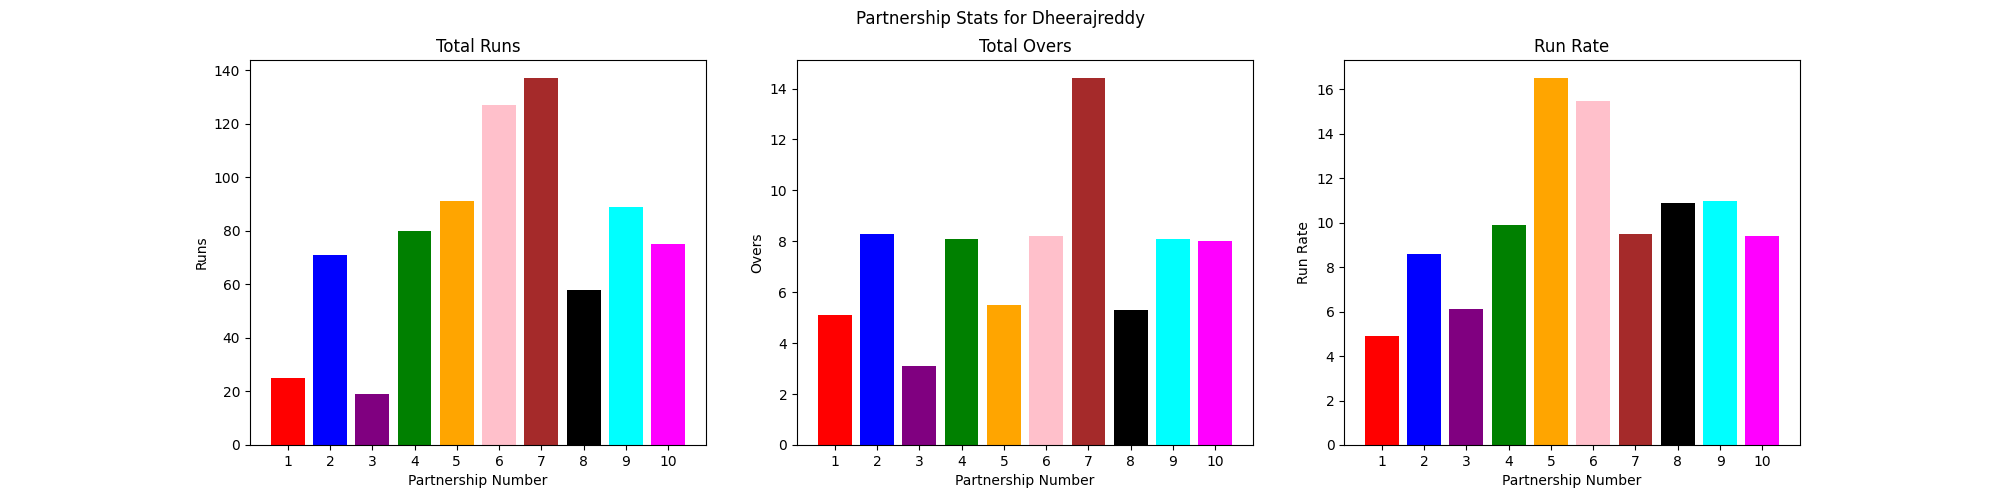 Partnership Stats for Dheerajreddy
Total Runs
140
120
100
80
60
40
20
0
Runs
1 2 3 4 5 6 7 8 9 10
Partnership Number
Total Overs
14
12
10
8
6
4
2
0
Overs
1 2 3 4 5 6 7 8 9 10
Partnership Number
Run Rate
16
14
12
10
8
6
4
2
0
Run Rate
1 2 3 4 5 6 7 8 9 10
Partnership Number